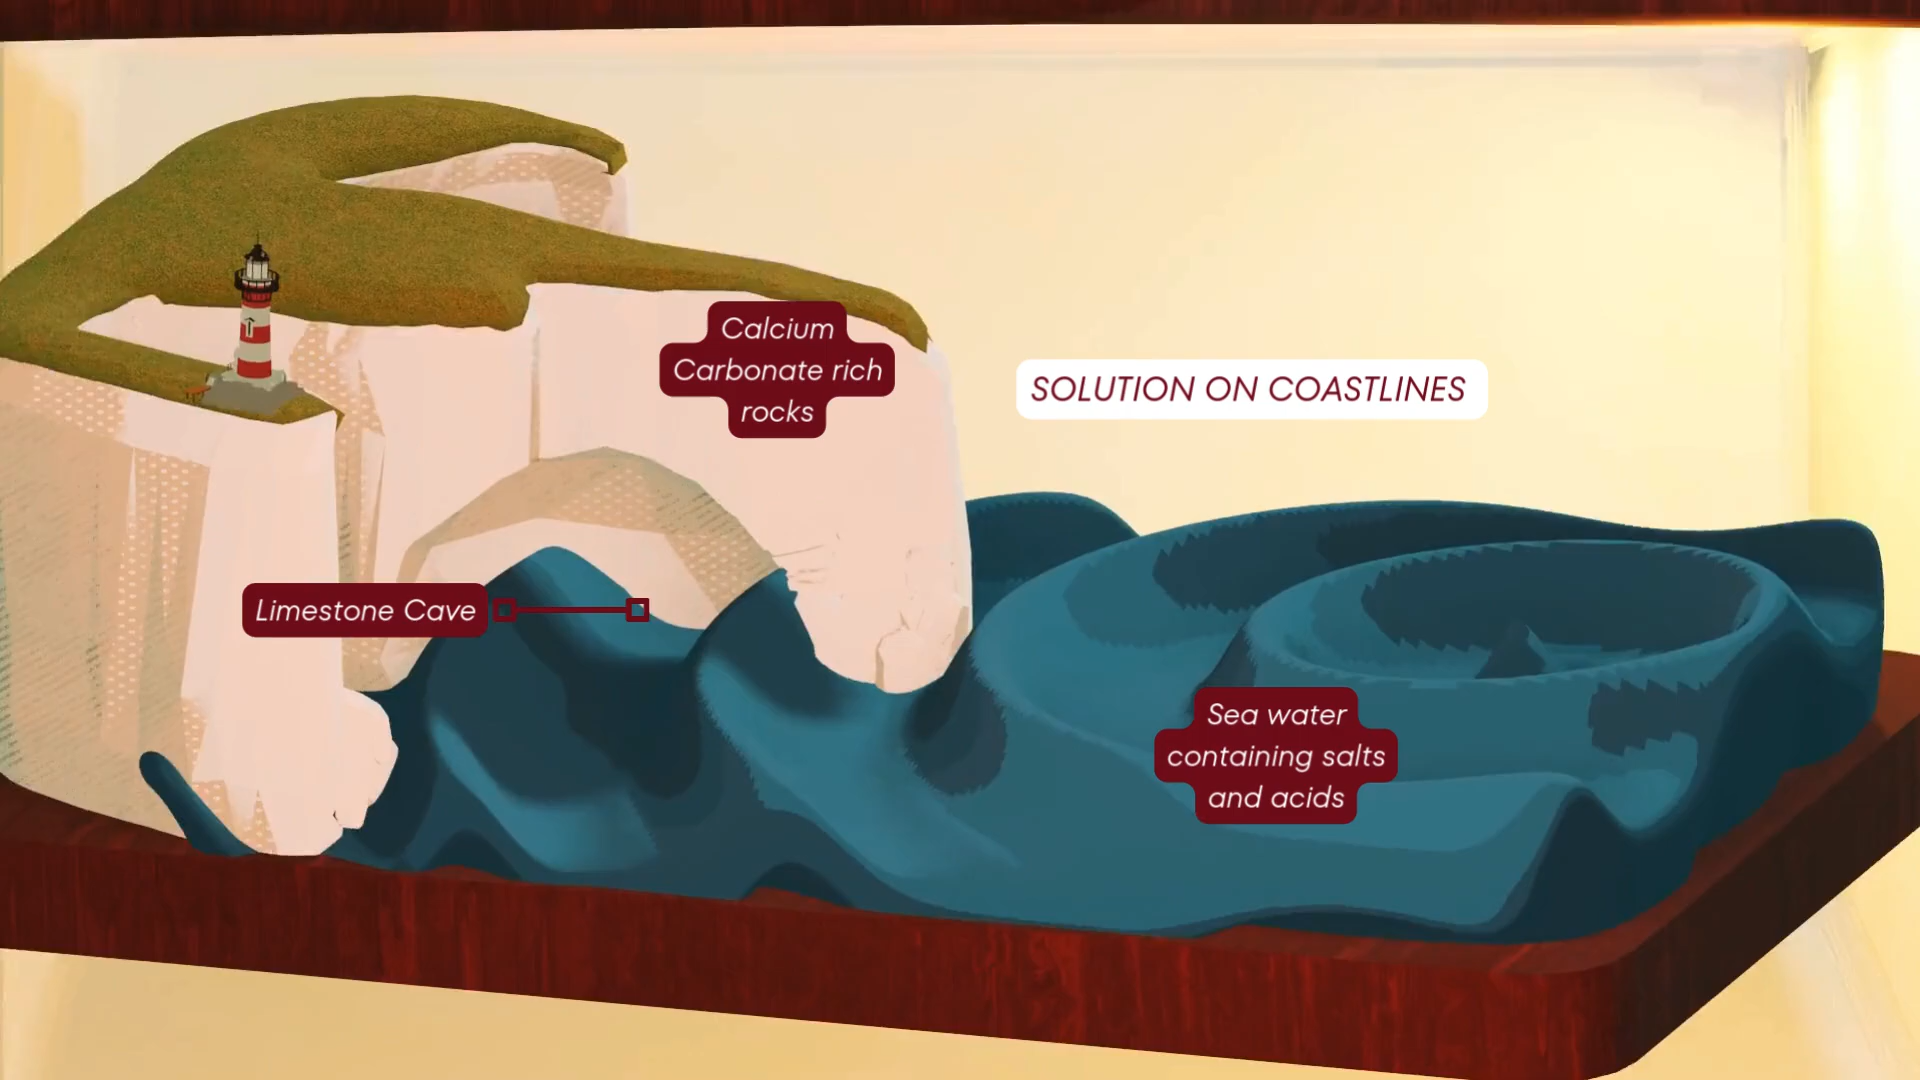 Calcium
Carbonate rich
rocks
SOLUTION ON COASTLINES
Limestone Cave
Sea water
containing salts
and acids